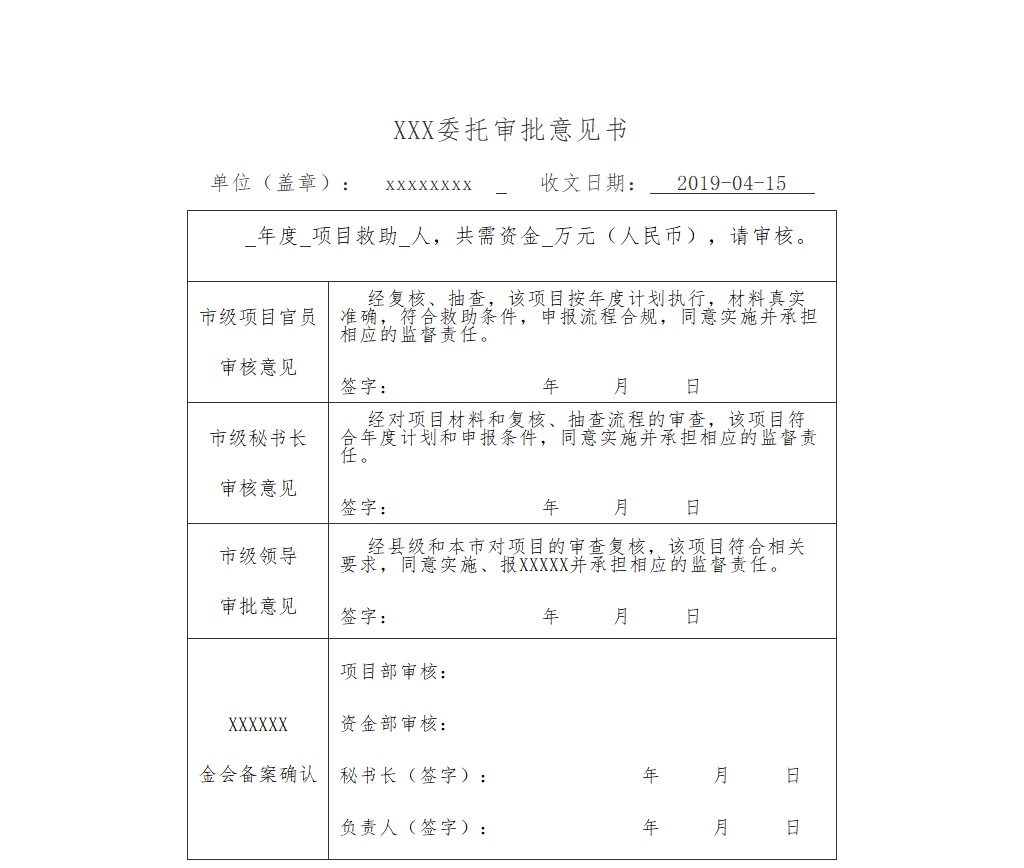 XXX委托审批意见书
单位（盖章）： xxxxxxxx _ 收文日期：  2019-04-15
_年度_项目救助_人，共需资金_万元（人民币），请审核。
市级项目官员
审核意见
经复核、抽查，该项目按年度计划执行，材料真实
准确，符合救助条件，申报流程合规，同意实施并承担
相应的监督责任。
签字： 年 月 日
市级秘书长
审核意见
经对项目材料和复核、抽查流程的审查，该项目符
合年度计划和申报条件，同意实施并承担相应的监督责
任。
签字： 年 月 日
市级领导
审批意见
经县级和本市对项目的审查复核，该项目符合相关
要求，同意实施、报XXXXX并承担相应的监督责任。
签字： 年 月 日
XXXXXX
金会备案确认
项目部审核：
资金部审核：
秘书长（签字）： 年 月 日
负责人（签字）： 年 月 日